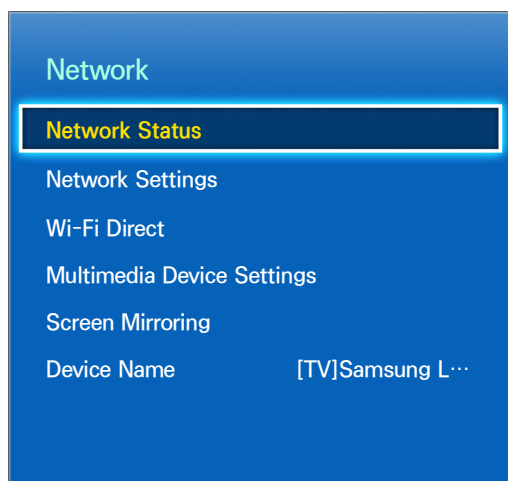 Network
Network Status
Network Settings
Wi-Fi Direct
Multimedia Device Settings
Screen Mirroring
Device Name [TV]Samsung L···